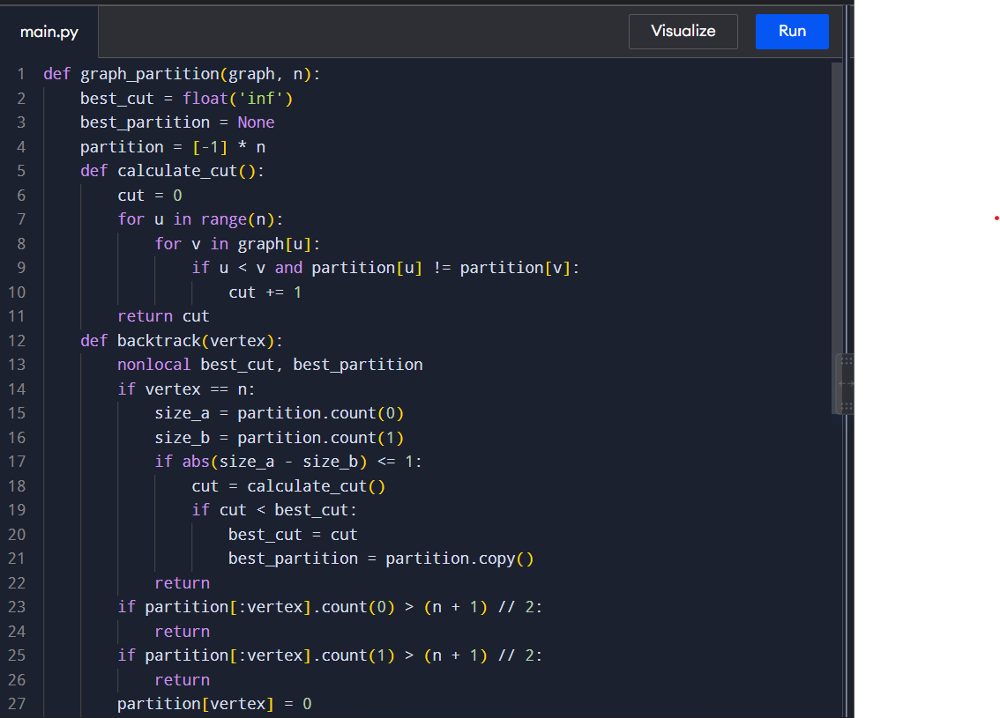 main.py
Visualize
Run
1 def graph_partition(graph, n):
2     best_cut = float('inf')
3     best_partition = None
4     partition = [-1] * n
5     def calculate_cut():
6         cut = 0
7         for u in range(n):
8             for v in graph[u]:
9                 if u < v and partition[u] != partition[v]:
10                     cut += 1
11         return cut
12     def backtrack(vertex):
13         nonlocal best_cut, best_partition
14         if vertex == n:
15             size_a = partition.count(0)
16             size_b = partition.count(1)
17             if abs(size_a - size_b) <= 1:
18                 cut = calculate_cut()
19                 if cut < best_cut:
20                     best_cut = cut
21                     best_partition = partition.copy()
22             return
23         if partition[:vertex].count(0) > (n + 1) // 2:
24             return
25         if partition[:vertex].count(1) > (n + 1) // 2:
26             return
27         partition[vertex] = 0